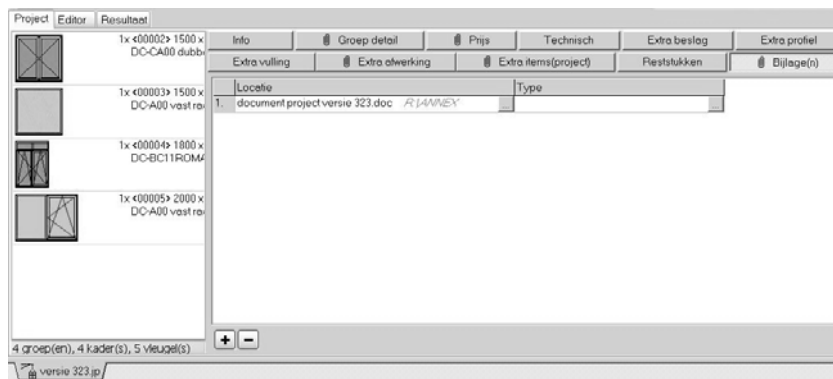 Project Editor Resultaat
1x <00002> 1500 x
DC-CA00 dubb
1x <00003> 1500 x
DC-A00 vast ra
1x <00004> 1800 x
DC-BC11ROMA
1x <00005> 2000 x
DC-A00 vast ra
4 groep(en), 4 kader(s), 5 vleugel(s)
Info Groep detail Prijs Technisch Extra beslag Extra profiel
Extra vulling Extra afwerking Extra items(project) Reststukken Bijlage(n)
Locatie Type
1. document project versie 323.doc R:\ANNEX ... ...
+ −
versie 323.jp